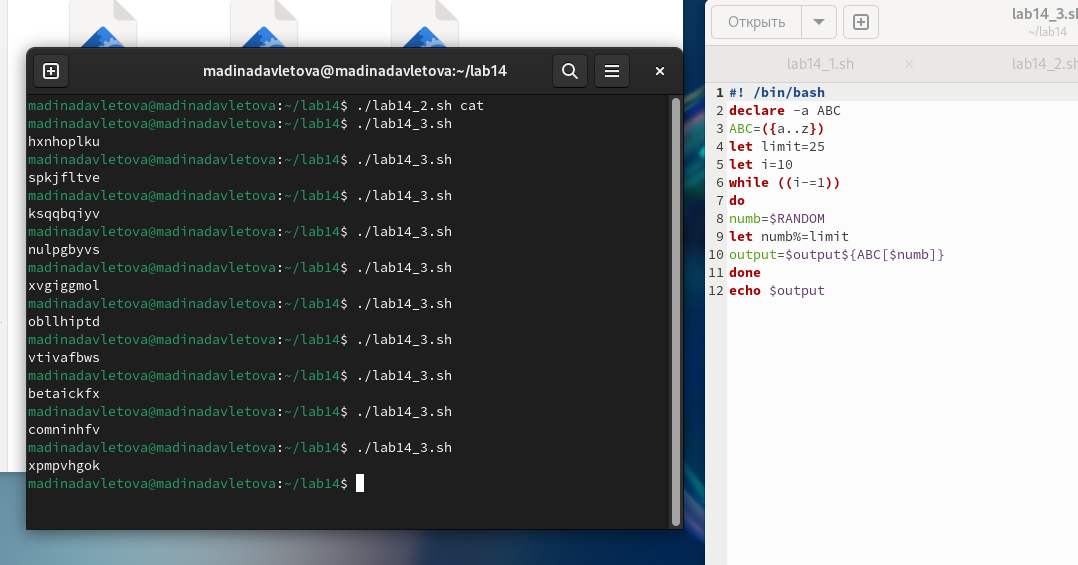 madinadavletova@madinadavletova:~/lab14
madinadavletova@madinadavletova:~/lab14$ ./lab14_2.sh cat
madinadavletova@madinadavletova:~/lab14$ ./lab14_3.sh
hxnhoplku
madinadavletova@madinadavletova:~/lab14$ ./lab14_3.sh
spkjfltve
madinadavletova@madinadavletova:~/lab14$ ./lab14_3.sh
ksqqbqiyv
madinadavletova@madinadavletova:~/lab14$ ./lab14_3.sh
nulpgbyvs
madinadavletova@madinadavletova:~/lab14$ ./lab14_3.sh
xvgiggmol
madinadavletova@madinadavletova:~/lab14$ ./lab14_3.sh
obllhiptd
madinadavletova@madinadavletova:~/lab14$ ./lab14_3.sh
vtivafbws
madinadavletova@madinadavletova:~/lab14$ ./lab14_3.sh
betaickfx
madinadavletova@madinadavletova:~/lab14$ ./lab14_3.sh
comninhfv
madinadavletova@madinadavletova:~/lab14$ ./lab14_3.sh
xpmpvhgok
madinadavletova@madinadavletova:~/lab14$
Открыть
lab14_3.sh
~/lab14
lab14_1.sh × lab14_2.sh
1 #! /bin/bash
2 declare -a ABC
3 ABC=({a..z})
4 let limit=25
5 let i=10
6 while ((i-=1))
7 do
8 numb=$RANDOM
9 let numb%=limit
10 output=$output${ABC[$numb]}
11 done
12 echo $output